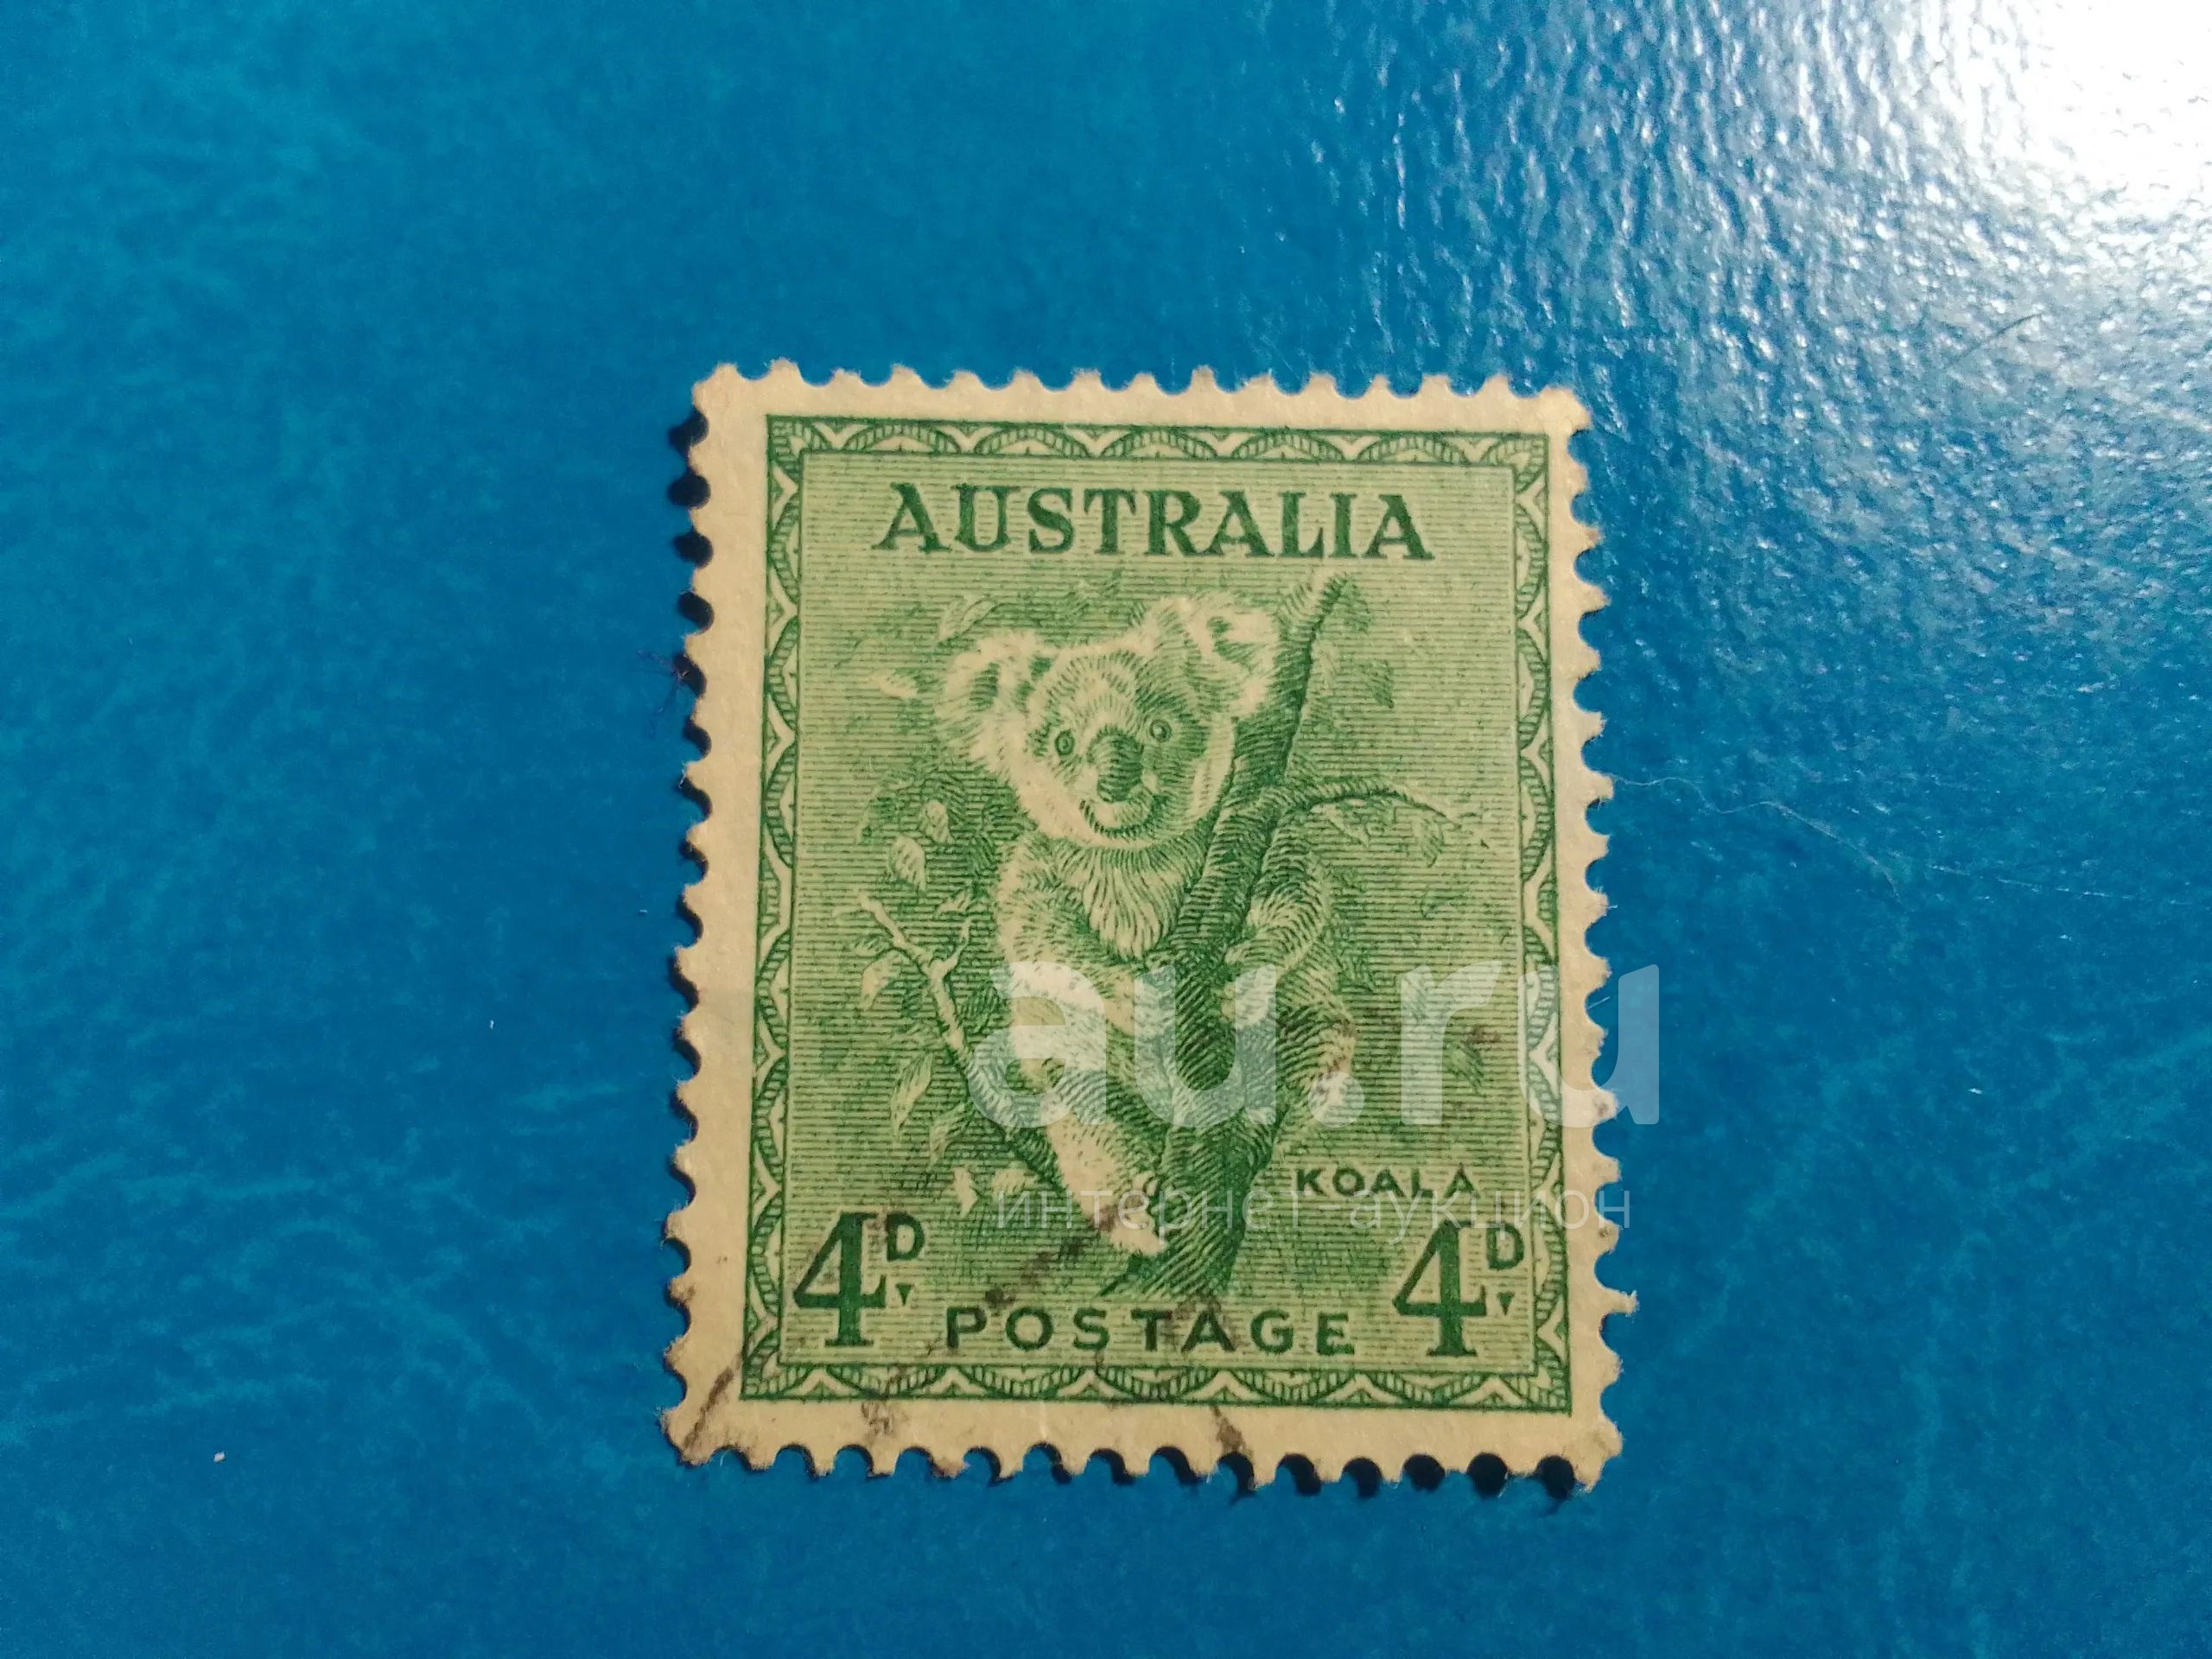 AUSTRALIA
au.ru
KOALA
интернет-аукцион
4D. 4D.
POSTAGE